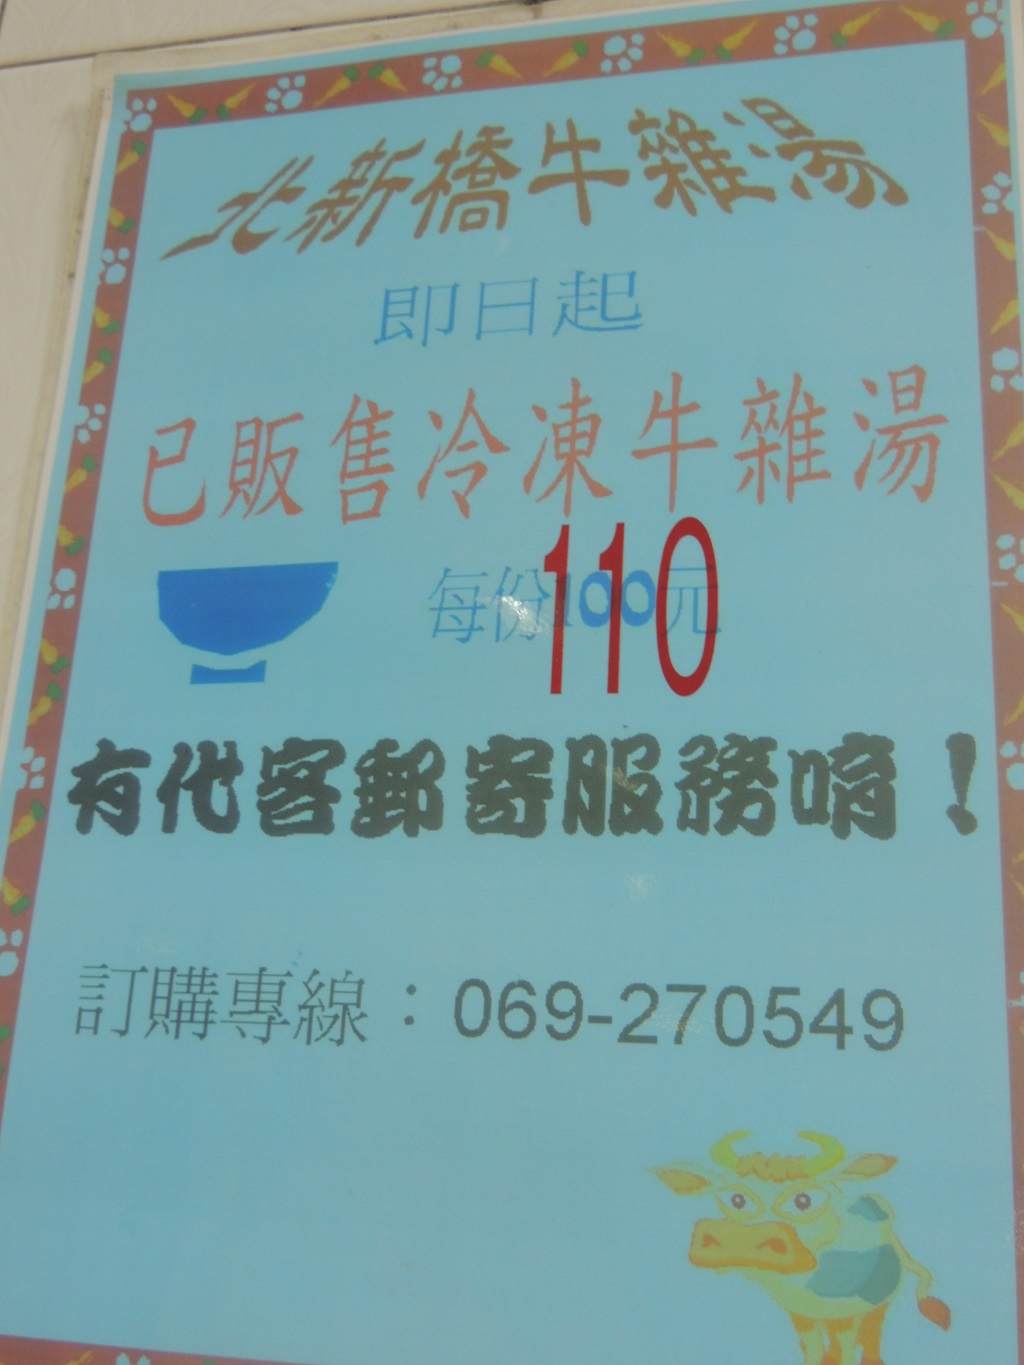 北新橋牛雜湯
即日起
已販售冷凍牛雜湯
每份100元
110
有代客郵寄服務唷！
訂購專線：069-270549